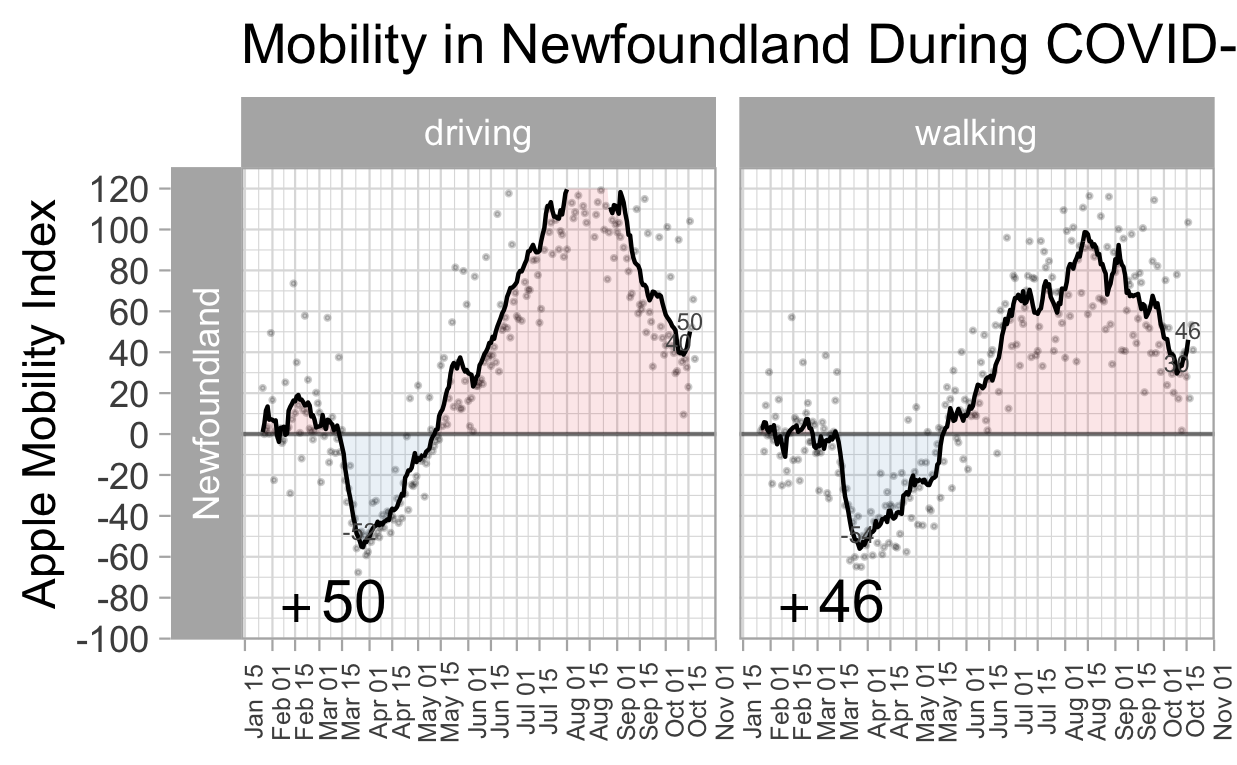 Mobility in Newfoundland During COVID-
driving
walking
Apple Mobility Index
Newfoundland
120
100
80
60
40
20
0
-20
-40
-60
-80
-100
50
40
-52
+50
46
30
-54
+46
Jan 15
Feb 01
Feb 15
Mar 01
Mar 15
Apr 01
Apr 15
May 01
May 15
Jun 01
Jun 15
Jul 01
Jul 15
Aug 01
Aug 15
Sep 01
Sep 15
Oct 01
Oct 15
Nov 01
Jan 15
Feb 01
Feb 15
Mar 01
Mar 15
Apr 01
Apr 15
May 01
May 15
Jun 01
Jun 15
Jul 01
Jul 15
Aug 01
Aug 15
Sep 01
Sep 15
Oct 01
Oct 15
Nov 01